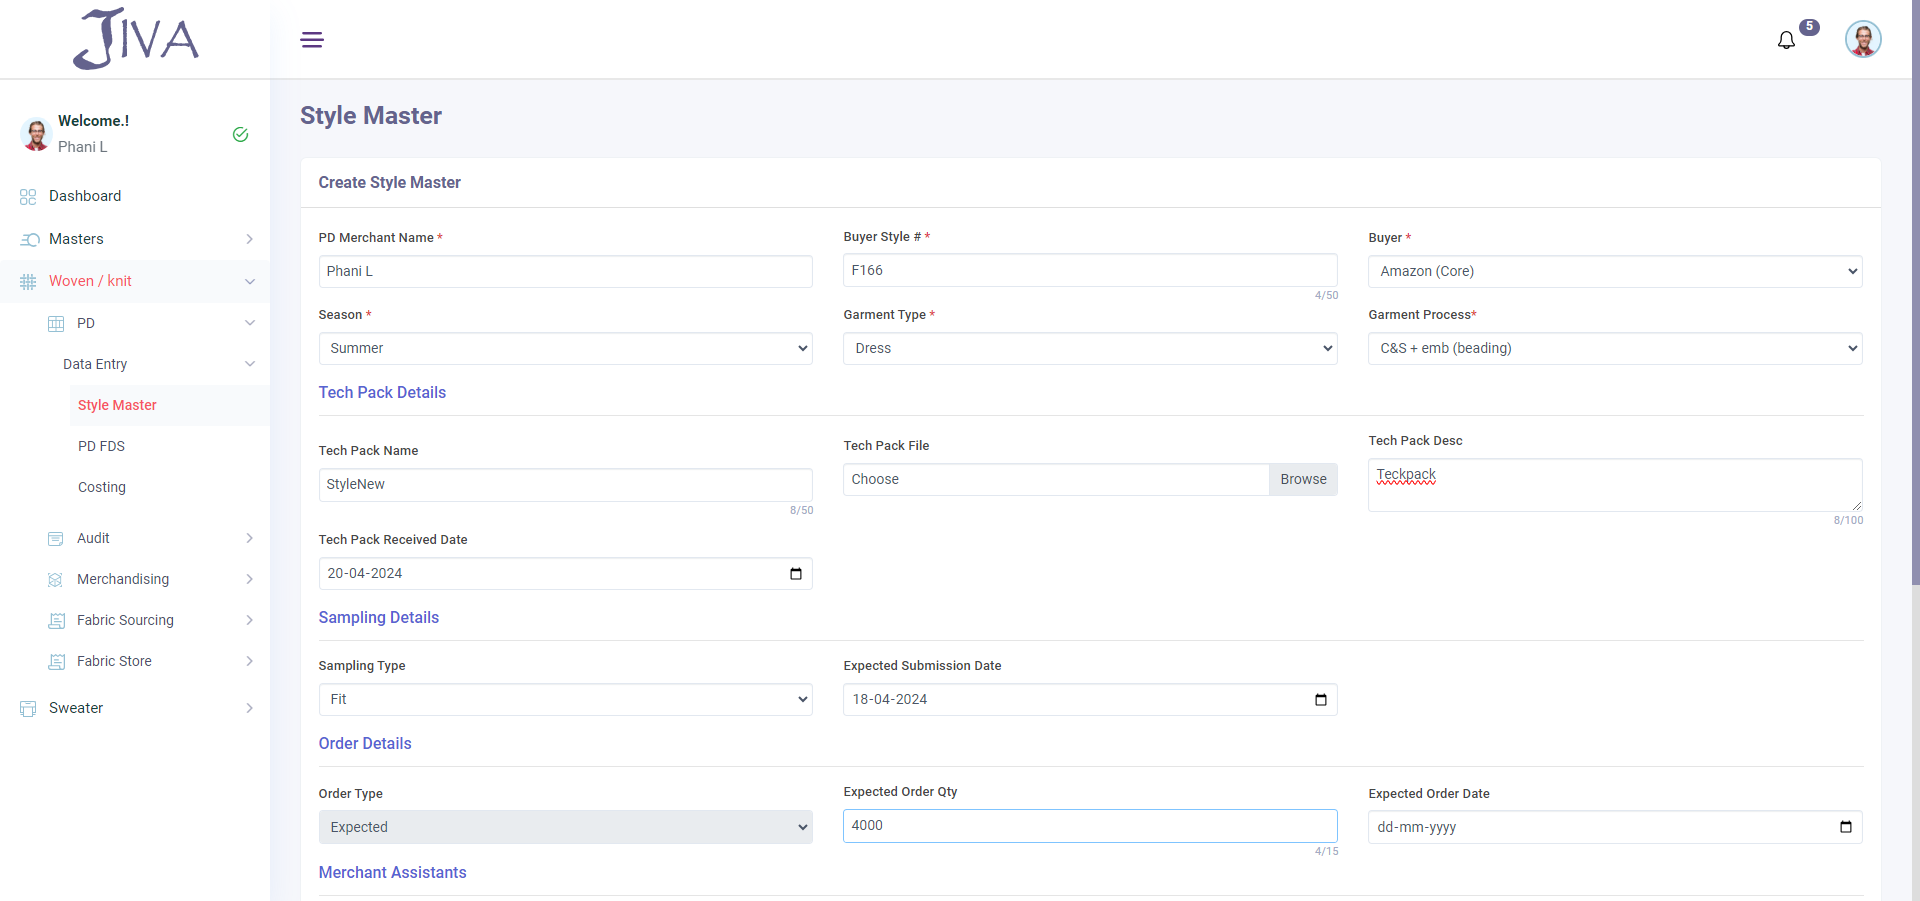 JIVA
5
Welcome.!
Phani L
Dashboard
Masters
Woven / knit
PD
Data Entry
Style Master
PD FDS
Costing
Audit
Merchandising
Fabric Sourcing
Fabric Store
Sweater
Style Master
Create Style Master
PD Merchant Name *
Phani L
Buyer Style # *
F166
4/50
Buyer *
Amazon (Core)
Season *
Summer
Garment Type *
Dress
Garment Process*
C&S + emb (beading)
Tech Pack Details
Tech Pack Name
StyleNew
8/50
Tech Pack File
Choose
Browse
Tech Pack Desc
Teckpack
8/100
Tech Pack Received Date
20-04-2024
Sampling Details
Sampling Type
Fit
Expected Submission Date
18-04-2024
Order Details
Order Type
Expected
Expected Order Qty
4000
4/15
Expected Order Date
dd-mm-yyyy
Merchant Assistants